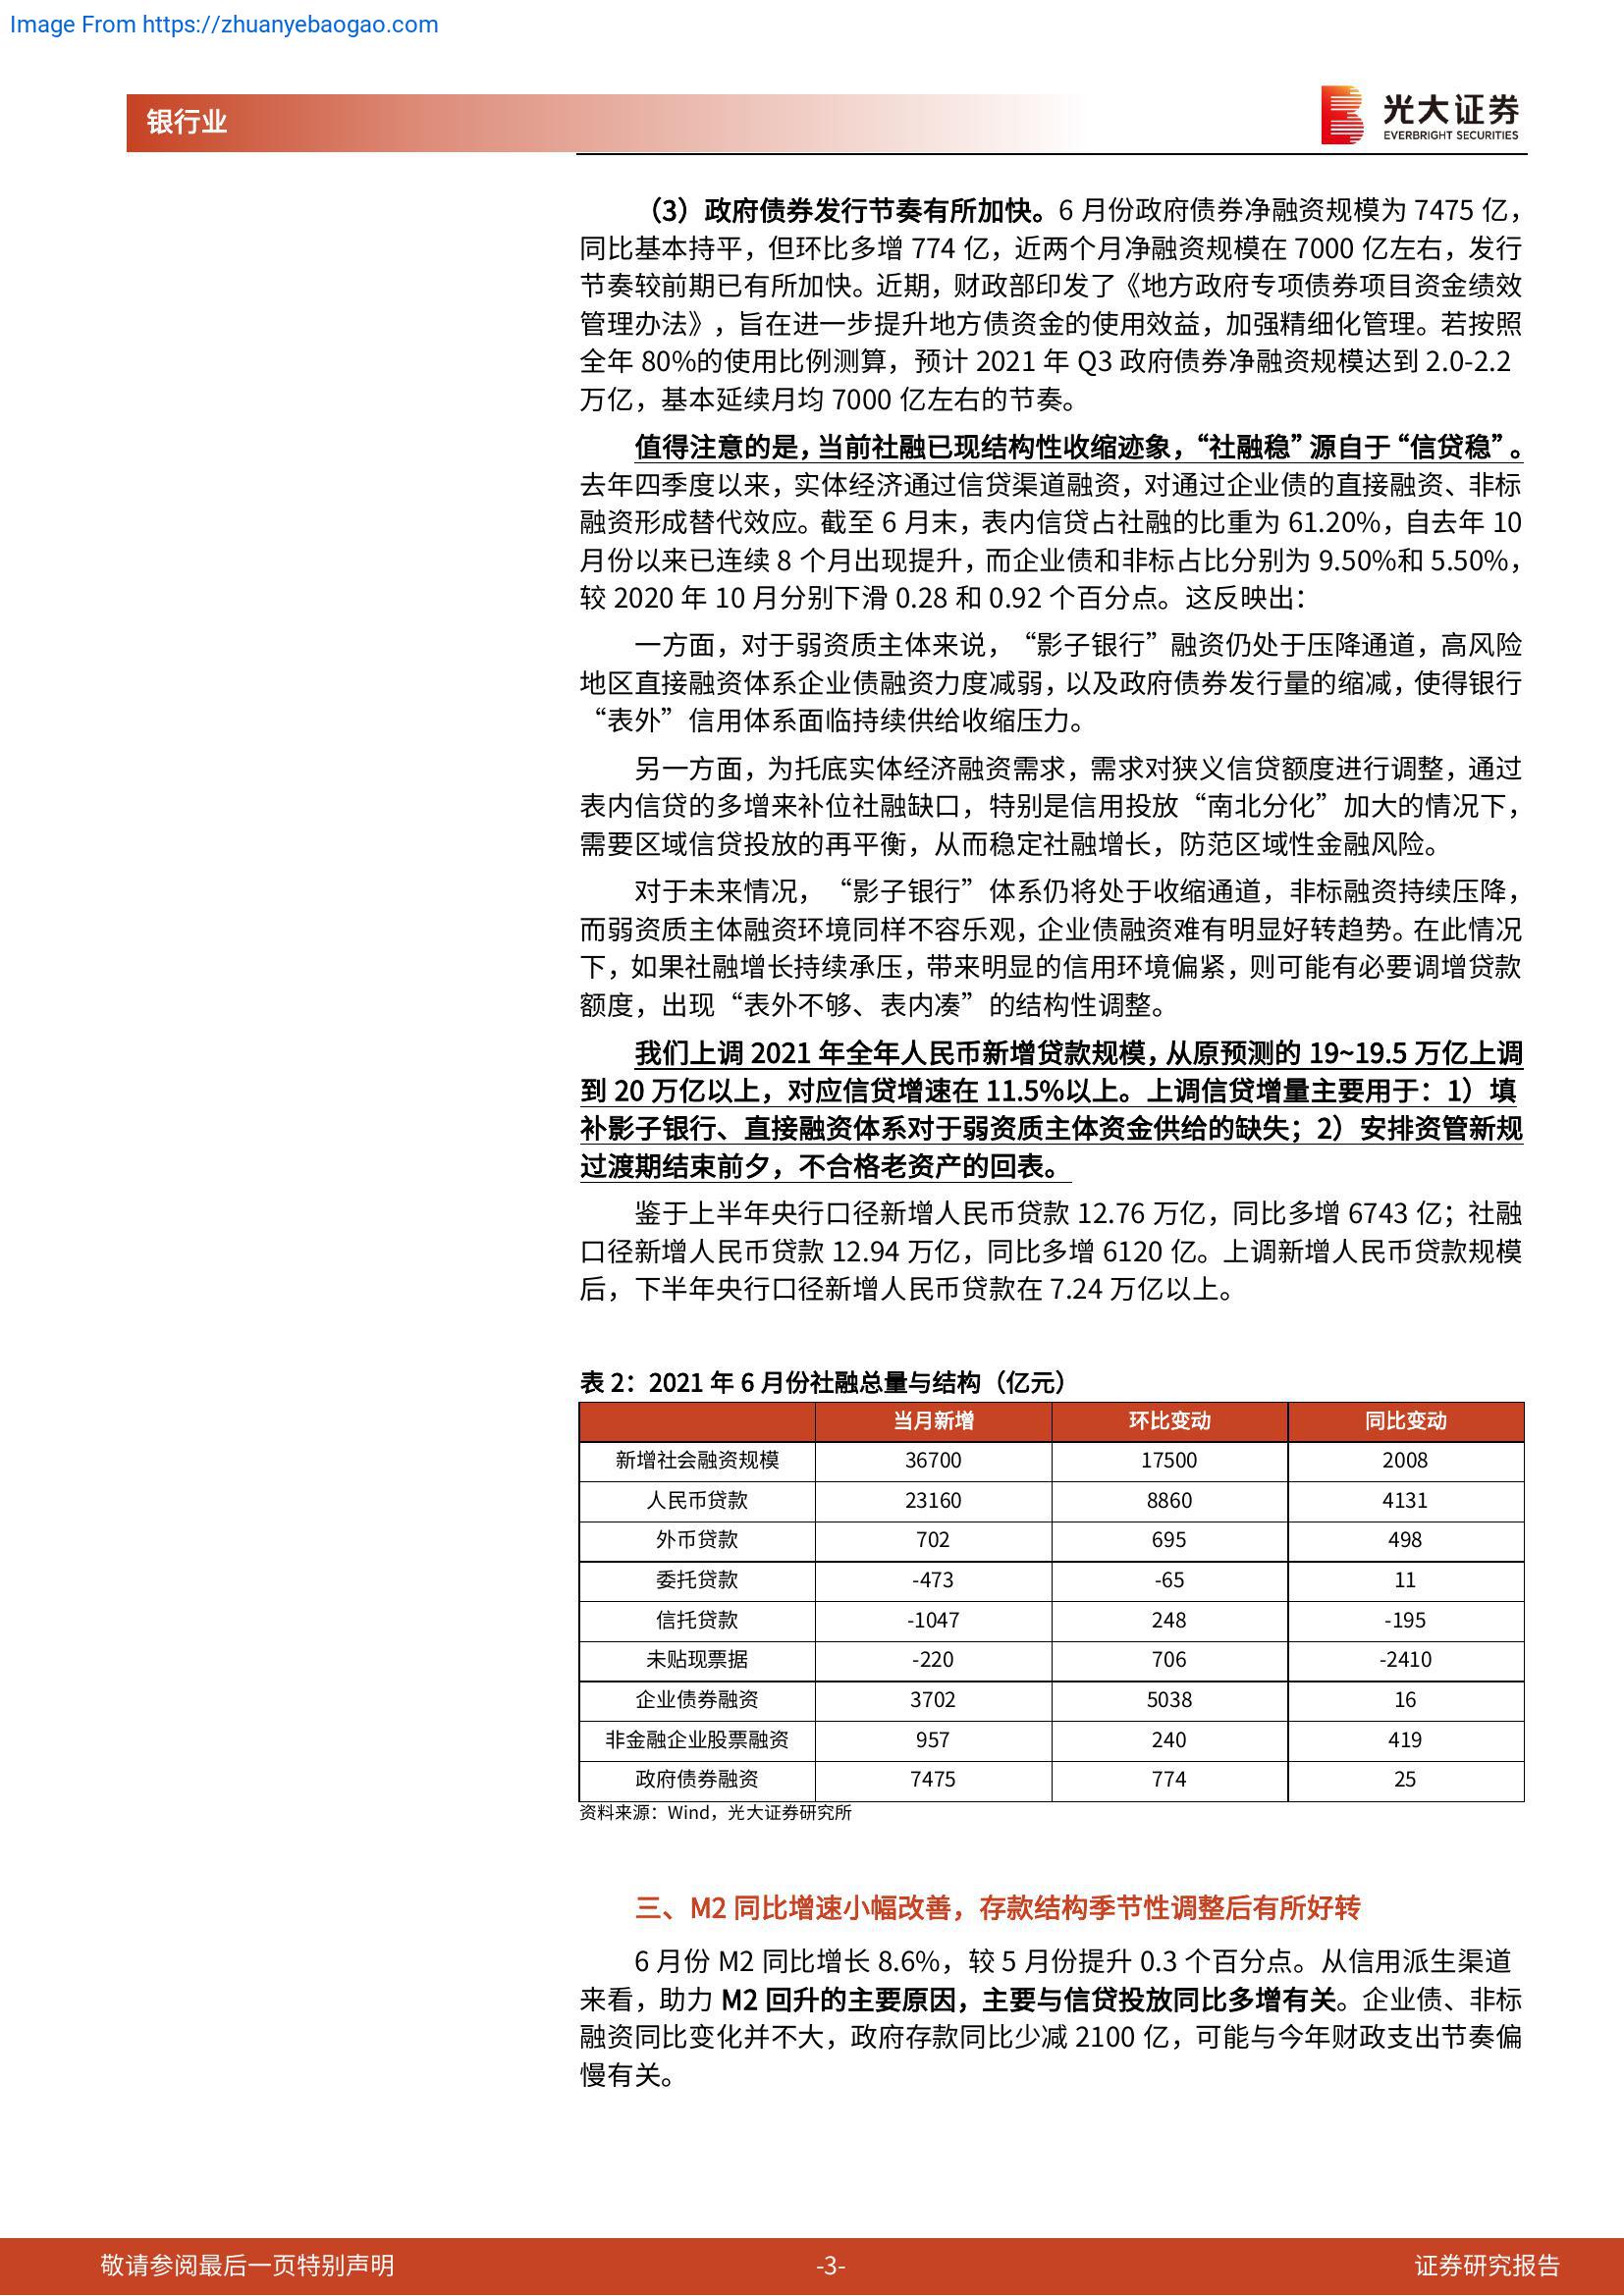 Image From https://zhuanyebaogao.com
银行业
光大证券
EVERBRIGHT SECURITIES
（3）政府债券发行节奏有所加快。6 月份政府债券净融资规模为 7475 亿，
同比基本持平，但环比多增 774 亿，近两个月净融资规模在 7000 亿左右，发行
节奏较前期已有所加快。近期，财政部印发了《地方政府专项债券项目资金绩效
管理办法》，旨在进一步提升地方债资金的使用效益，加强精细化管理。若按照
全年 80%的使用比例测算，预计 2021 年 Q3 政府债券净融资规模达到 2.0-2.2
万亿，基本延续月均 7000 亿左右的节奏。
值得注意的是，当前社融已现结构性收缩迹象，“社融稳”源自于“信贷稳”。
去年四季度以来，实体经济通过信贷渠道融资，对通过企业债的直接融资、非标
融资形成替代效应。截至 6 月末，表内信贷占社融的比重为 61.20%，自去年 10
月份以来已连续 8 个月出现提升，而企业债和非标占比分别为 9.50%和 5.50%，
较 2020 年 10 月分别下滑 0.28 和 0.92 个百分点。这反映出：
一方面，对于弱资质主体来说，“影子银行”融资仍处于压降通道，高风险
地区直接融资体系企业债融资力度减弱，以及政府债券发行量的缩减，使得银行
“表外”信用体系面临持续供给收缩压力。
另一方面，为托底实体经济融资需求，需求对狭义信贷额度进行调整，通过
表内信贷的多增来补位社融缺口，特别是信用投放“南北分化”加大的情况下，
需要区域信贷投放的再平衡，从而稳定社融增长，防范区域性金融风险。
对于未来情况，“影子银行”体系仍将处于收缩通道，非标融资持续压降，
而弱资质主体融资环境同样不容乐观，企业债融资难有明显好转趋势。在此情况
下，如果社融增长持续承压，带来明显的信用环境偏紧，则可能有必要调增贷款
额度，出现“表外不够、表内凑”的结构性调整。
我们上调 2021 年全年人民币新增贷款规模，从原预测的 19~19.5 万亿上调
到 20 万亿以上，对应信贷增速在 11.5%以上。上调信贷增量主要用于：1）填
补影子银行、直接融资体系对于弱资质主体资金供给的缺失；2）安排资管新规
过渡期结束前夕，不合格老资产的回表。
鉴于上半年央行口径新增人民币贷款 12.76 万亿，同比多增 6743 亿；社融
口径新增人民币贷款 12.94 万亿，同比多增 6120 亿。上调新增人民币贷款规模
后，下半年央行口径新增人民币贷款在 7.24 万亿以上。
表 2：2021 年 6 月份社融总量与结构（亿元）
当月新增 环比变动 同比变动
新增社会融资规模 36700 17500 2008
人民币贷款 23160 8860 4131
外币贷款 702 695 498
委托贷款 -473 -65 11
信托贷款 -1047 248 -195
未贴现票据 -220 706 -2410
企业债券融资 3702 5038 16
非金融企业股票融资 957 240 419
政府债券融资 7475 774 25
资料来源：Wind，光大证券研究所
三、M2 同比增速小幅改善，存款结构季节性调整后有所好转
6 月份 M2 同比增长 8.6%，较 5 月份提升 0.3 个百分点。从信用派生渠道
来看，助力 M2 回升的主要原因，主要与信贷投放同比多增有关。企业债、非标
融资同比变化并不大，政府存款同比少减 2100 亿，可能与今年财政支出节奏偏
慢有关。
敬请参阅最后一页特别声明 -3- 证券研究报告